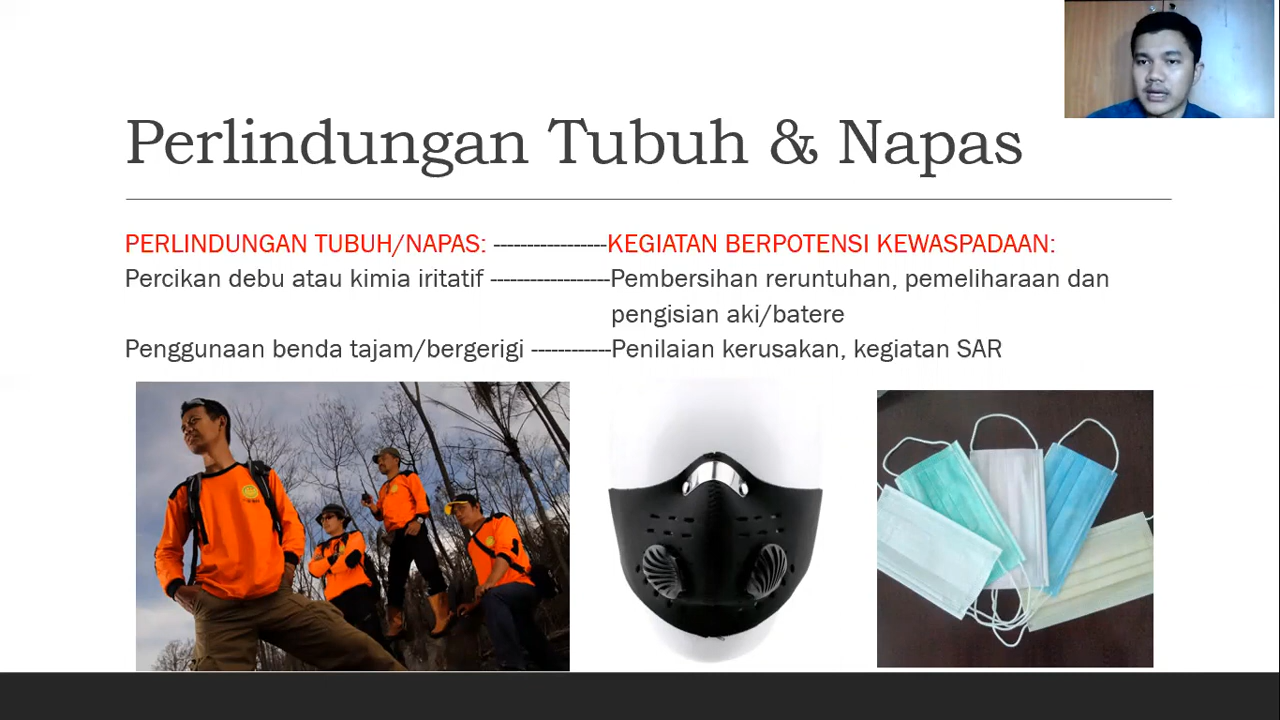 Perlindungan Tubuh & Napas
PERLINDUNGAN TUBUH/NAPAS: -----------------KEGIATAN BERPOTENSI KEWASPADAAN:
Percikan debu atau kimia iritatif ------------------Pembersihan reruntuhan, pemeliharaan dan
pengisian aki/batere
Penggunaan benda tajam/bergerigi ------------Penilaian kerusakan, kegiatan SAR